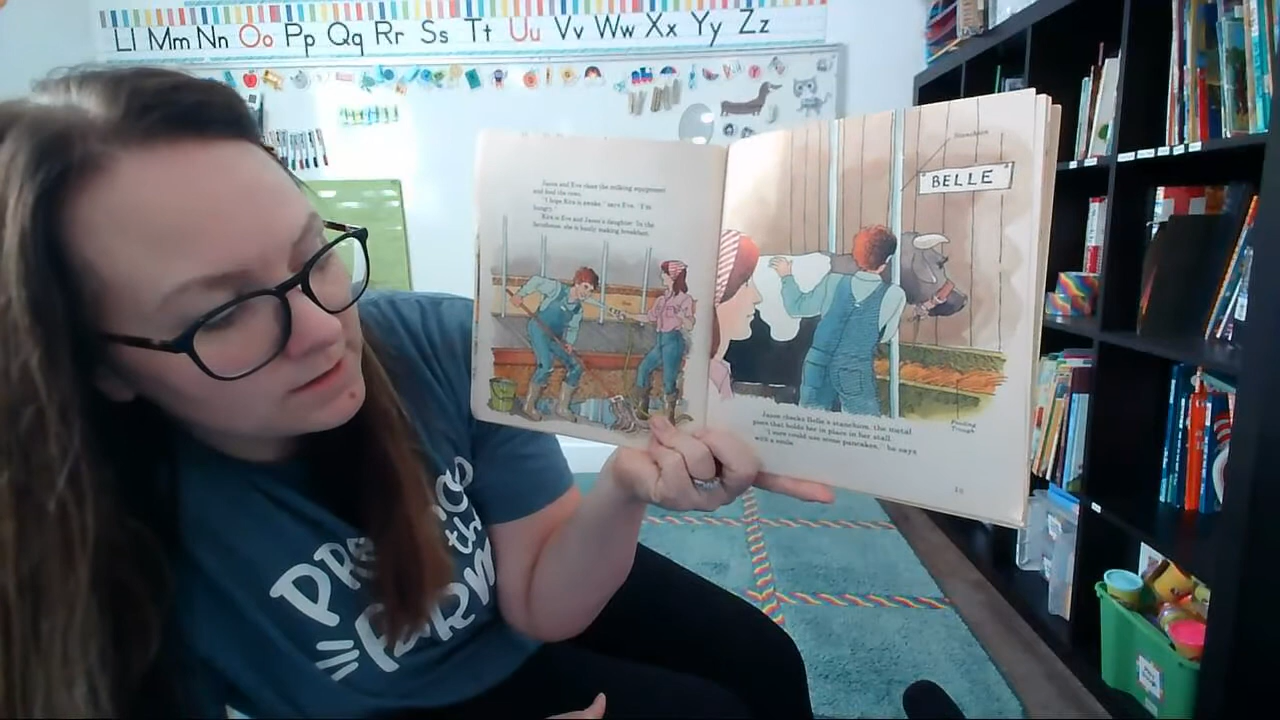 Ll Mm Nn Oo Pp Qq Rr Ss Tt Uu Vv Ww Xx Yy Zz
Jason and Eve clean the milking equipment
and feed the cows.
"I hope Kira is awake," says Eve. "I'm
hungry."
Kira is Eve and Jason's daughter. In the
farmhouse, she is busily making breakfast.
Stanchion
BELLE
Feeding
Trough
Jason checks Belle's stanchion, the metal
piece that holds her in place in her stall.
"I sure could use some pancakes," he says
with a smile.
the
FARM